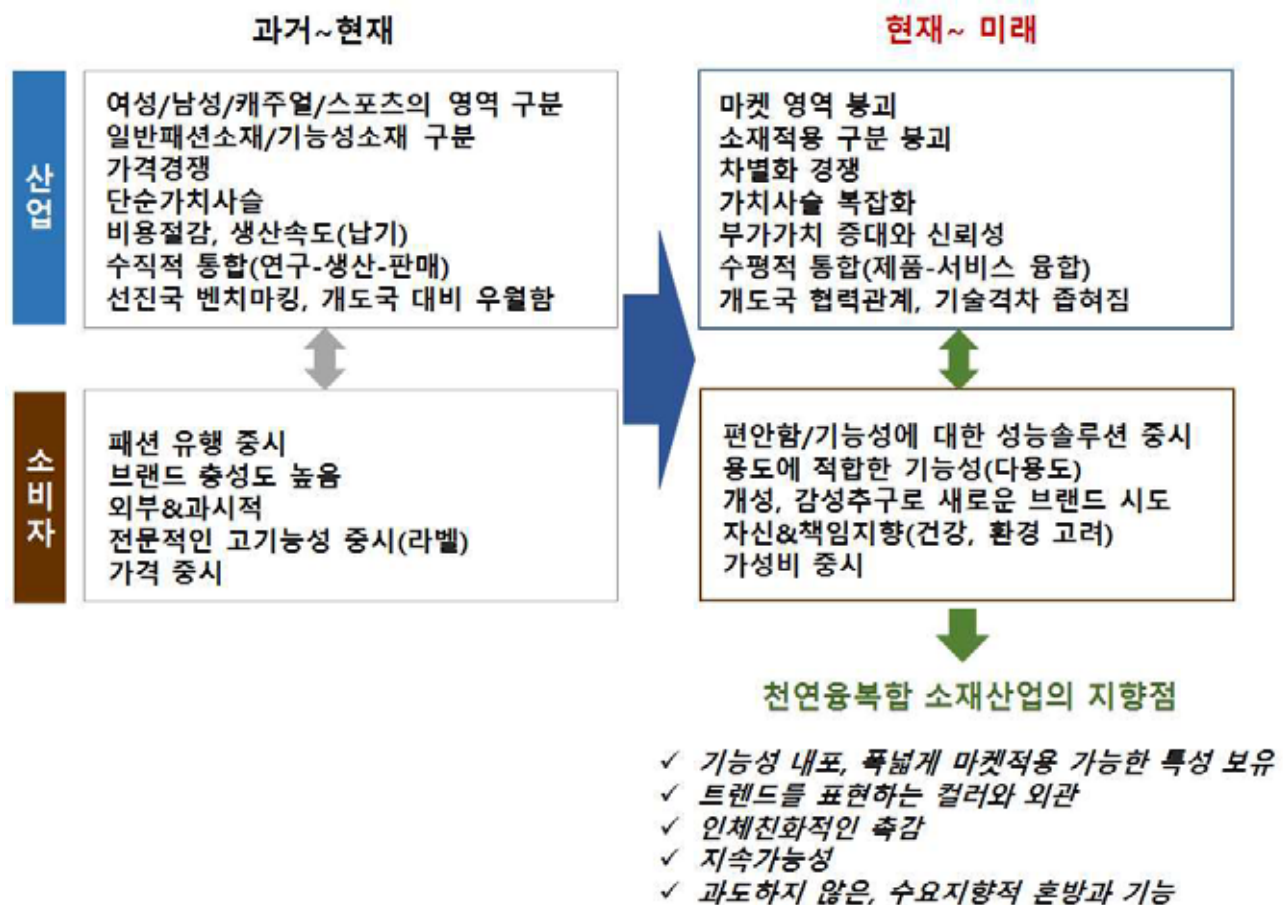 과거~현재
현재~ 미래
산업
여성/남성/캐주얼/스포츠의 영역 구분
일반패션소재/기능성소재 구분
가격경쟁
단순가치사슬
비용절감, 생산속도(납기)
수직적 통합(연구-생산-판매)
선진국 벤치마킹, 개도국 대비 우월함
마켓 영역 붕괴
소재적용 구분 붕괴
차별화 경쟁
가치사슬 복잡화
부가가치 증대와 신뢰성
수평적 통합(제품-서비스 융합)
개도국 협력관계, 기술격차 좁혀짐
소비자
패션 유행 중시
브랜드 충성도 높음
외부&과시적
전문적인 고기능성 중시(라벨)
가격 중시
편안함/기능성에 대한 성능솔루션 중시
용도에 적합한 기능성(다용도)
개성, 감성추구로 새로운 브랜드 시도
자신&책임지향(건강, 환경 고려)
가성비 중시
천연융복합 소재산업의 지향점
✓ 기능성 내포, 폭넓게 마켓적용 가능한 특성 보유
✓ 트렌드를 표현하는 컬러와 외관
✓ 인체친화적인 촉감
✓ 지속가능성
✓ 과도하지 않은, 수요지향적 혼방과 기능